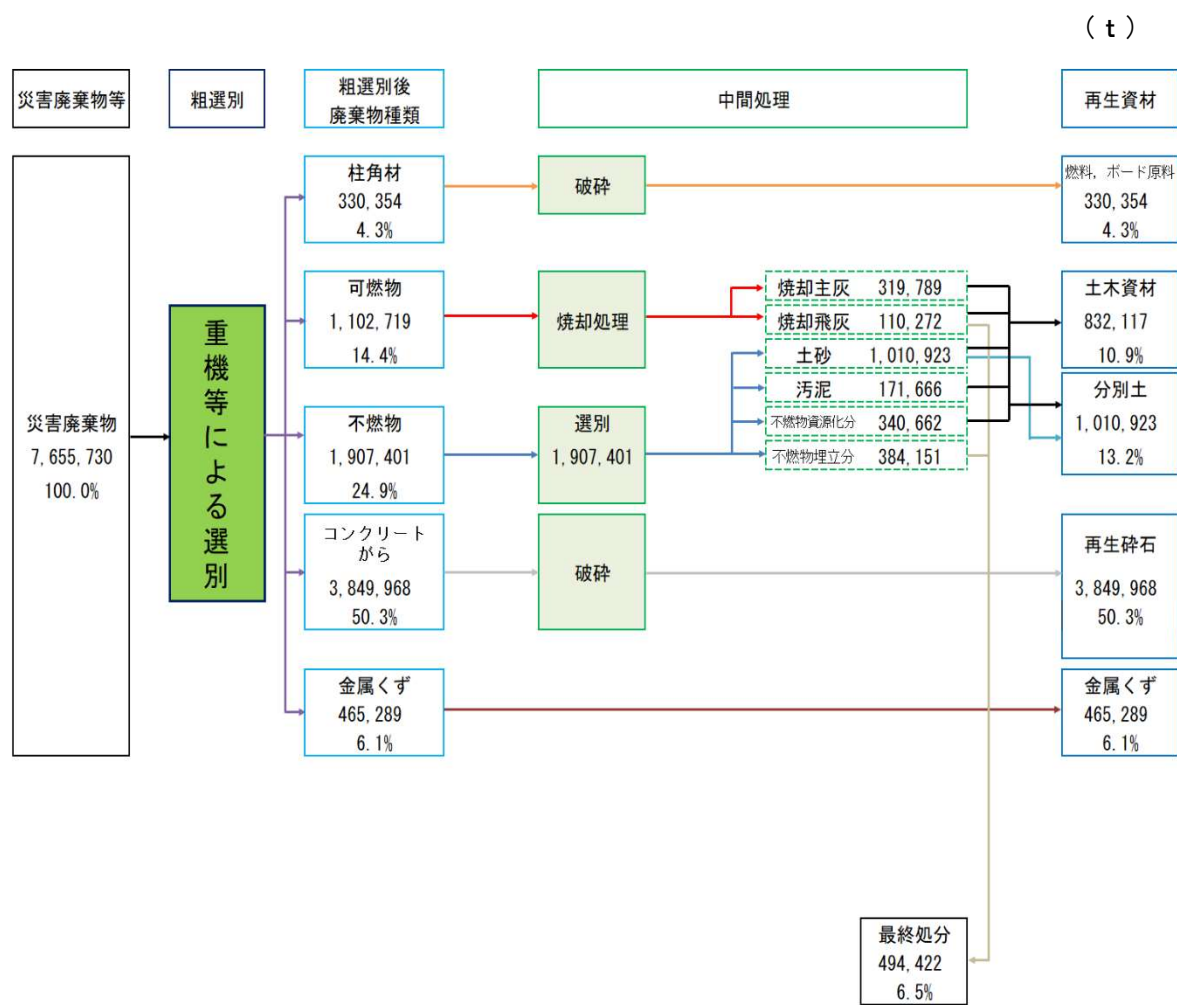 （ｔ）
災害廃棄物等
粗選別
粗選別後
廃棄物種類
中間処理
再生資材
災害廃棄物
7,655,730
100.0%
重機等による選別
柱角材
330,354
4.3%
破砕
燃料，ボード原料
330,354
4.3%
可燃物
1,102,719
14.4%
焼却処理
焼却主灰 319,789
焼却飛灰 110,272
土砂 1,010,923
汚泥 171,666
不燃物資源化分 340,662
不燃物埋立分 384,151
土木資材
832,117
10.9%
分別土
1,010,923
13.2%
不燃物
1,907,401
24.9%
選別
1,907,401
コンクリート
がら
3,849,968
50.3%
破砕
再生砕石
3,849,968
50.3%
金属くず
465,289
6.1%
金属くず
465,289
6.1%
最終処分
494,422
6.5%